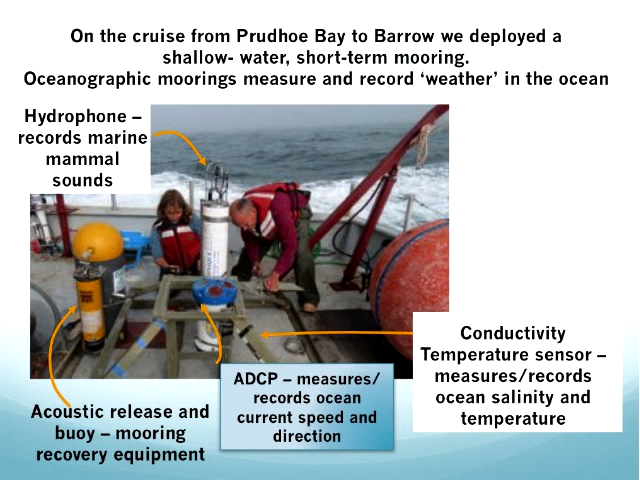 On the cruise from Prudhoe Bay to Barrow we deployed a
shallow- water, short-term mooring.
Oceanographic moorings measure and record ‘weather’ in the ocean
Hydrophone –
records marine
mammal
sounds
Conductivity
Temperature sensor –
measures/records
ocean salinity and
temperature
ADCP – measures/
records ocean
current speed and
direction
Acoustic release and
buoy – mooring
recovery equipment